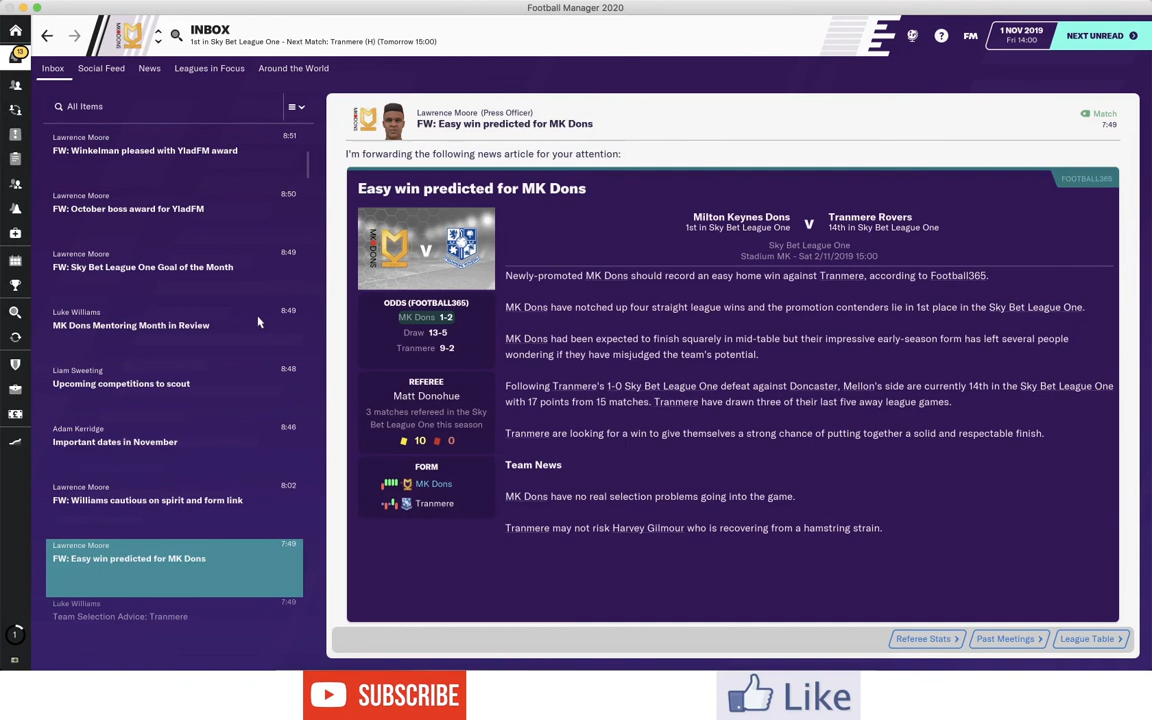 Football Manager 2020
INBOX
1st in Sky Bet League One - Next Match: Tranmere (H) (Tomorrow 15:00)
FM
1 NOV 2019
Fri 14:00
NEXT UNREAD
13
Inbox
Social Feed
News
Leagues in Focus
Around the World
All Items
Lawrence Moore
8:51
FW: Winkelman pleased with YladFM award
Lawrence Moore
8:50
FW: October boss award for YladFM
Lawrence Moore
8:49
FW: Sky Bet League One Goal of the Month
Luke Williams
8:49
MK Dons Mentoring Month in Review
Liam Sweeting
8:48
Upcoming competitions to scout
Adam Kerridge
8:46
Important dates in November
Lawrence Moore
8:02
FW: Williams cautious on spirit and form link
Lawrence Moore
7:49
FW: Easy win predicted for MK Dons
Luke Williams
7:49
Team Selection Advice: Tranmere
1
Lawrence Moore (Press Officer)
FW: Easy win predicted for MK Dons
Match
7:49
I'm forwarding the following news article for your attention:
Easy win predicted for MK Dons
FOOTBALL365
V
Milton Keynes Dons
1st in Sky Bet League One
v
Tranmere Rovers
14th in Sky Bet League One
Sky Bet League One
Stadium MK - Sat 2/11/2019 15:00
ODDS (FOOTBALL365)
MK Dons 1-2
Draw 13-5
Tranmere 9-2
REFEREE
Matt Donohue
3 matches refereed in the Sky
Bet League One this season
10
0
FORM
MK Dons
Tranmere
Newly-promoted MK Dons should record an easy home win against Tranmere, according to Football365.
MK Dons have notched up four straight league wins and the promotion contenders lie in 1st place in the Sky Bet League One.
MK Dons had been expected to finish squarely in mid-table but their impressive early-season form has left several people
wondering if they have misjudged the team's potential.
Following Tranmere's 1-0 Sky Bet League One defeat against Doncaster, Mellon's side are currently 14th in the Sky Bet League One
with 17 points from 15 matches. Tranmere have drawn three of their last five away league games.
Tranmere are looking for a win to give themselves a strong chance of putting together a solid and respectable finish.
Team News
MK Dons have no real selection problems going into the game.
Tranmere may not risk Harvey Gilmour who is recovering from a hamstring strain.
Referee Stats
Past Meetings
League Table
SUBSCRIBE
Like